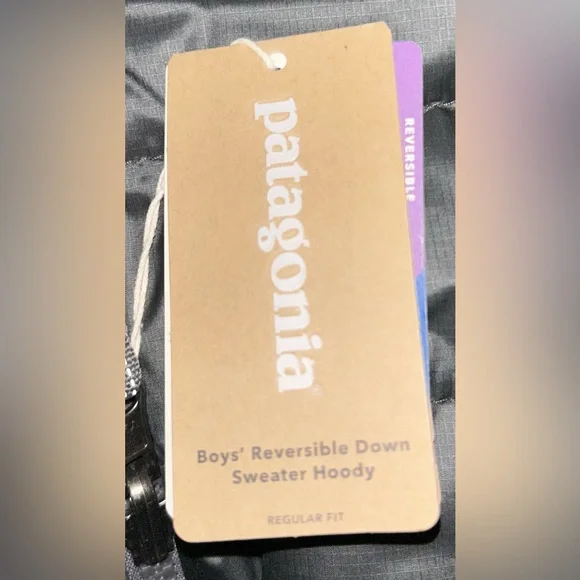 patagonia®
REVERSIBLE
Boys' Reversible Down
Sweater Hoody
REGULAR FIT